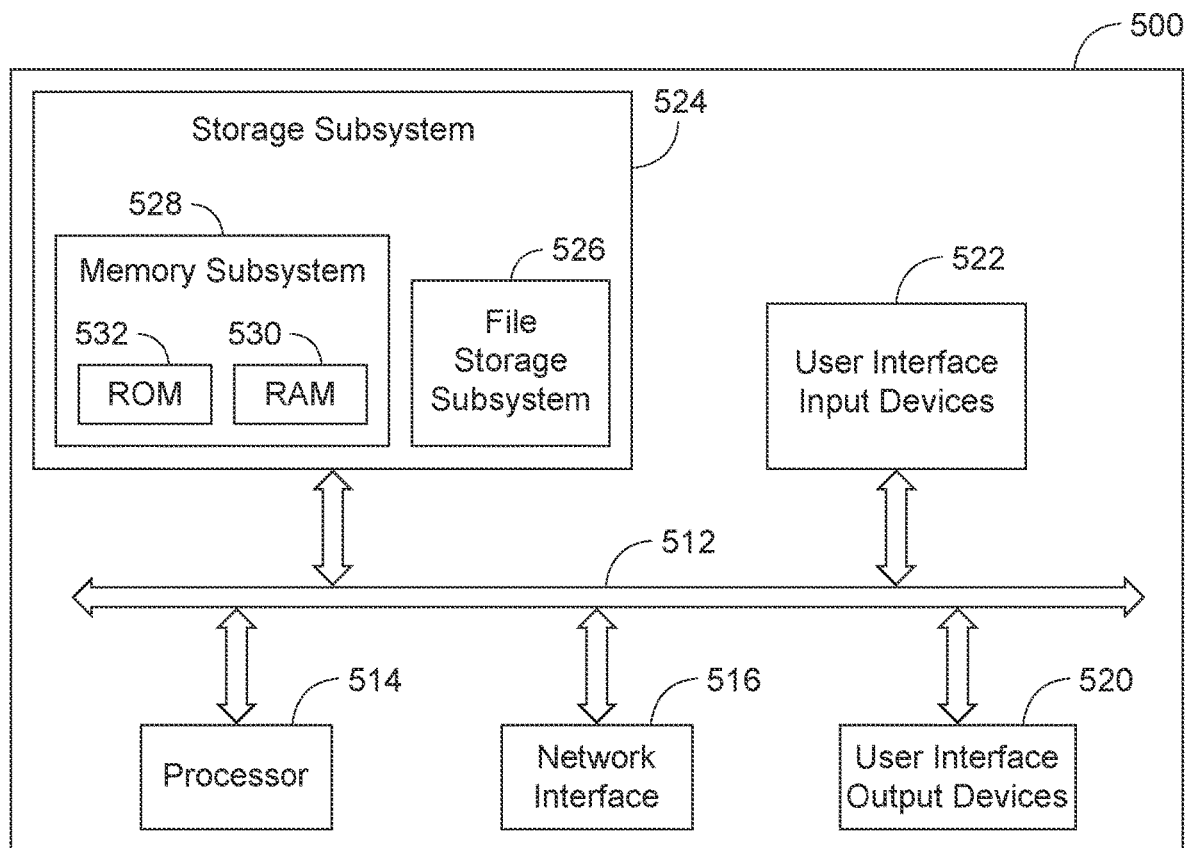 500
524
Storage Subsystem
528
Memory Subsystem
526
532
530
File
Storage
Subsystem
ROM
RAM
522
User Interface
Input Devices
512
514
516
520
Processor
Network
Interface
User Interface
Output Devices